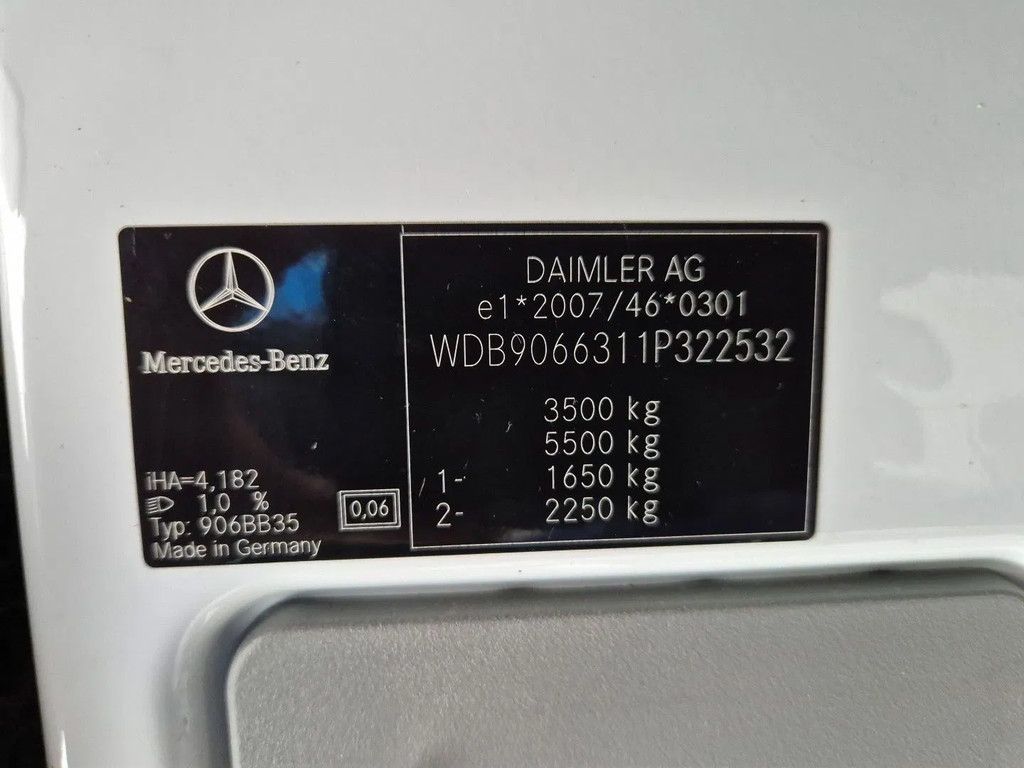 Mercedes-Benz
iHA=4,182
1,0 %
Typ: 906BB35
Made in Germany
0,06
DAIMLER AG
e1*2007/46*0301
WDB9066311P322532
3500 kg
5500 kg
1- 1650 kg
2- 2250 kg